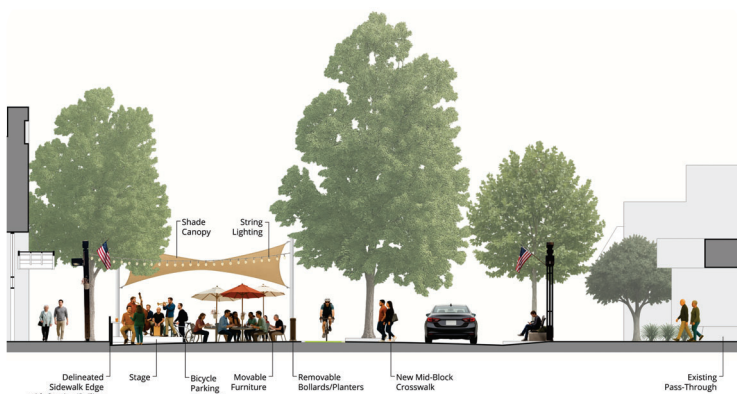 Shade
Canopy
String
Lighting
Delineated
Sidewalk Edge
Stage
Bicycle
Parking
Movable
Furniture
Removable
Bollards/Planters
New Mid-Block
Crosswalk
Existing
Pass-Through